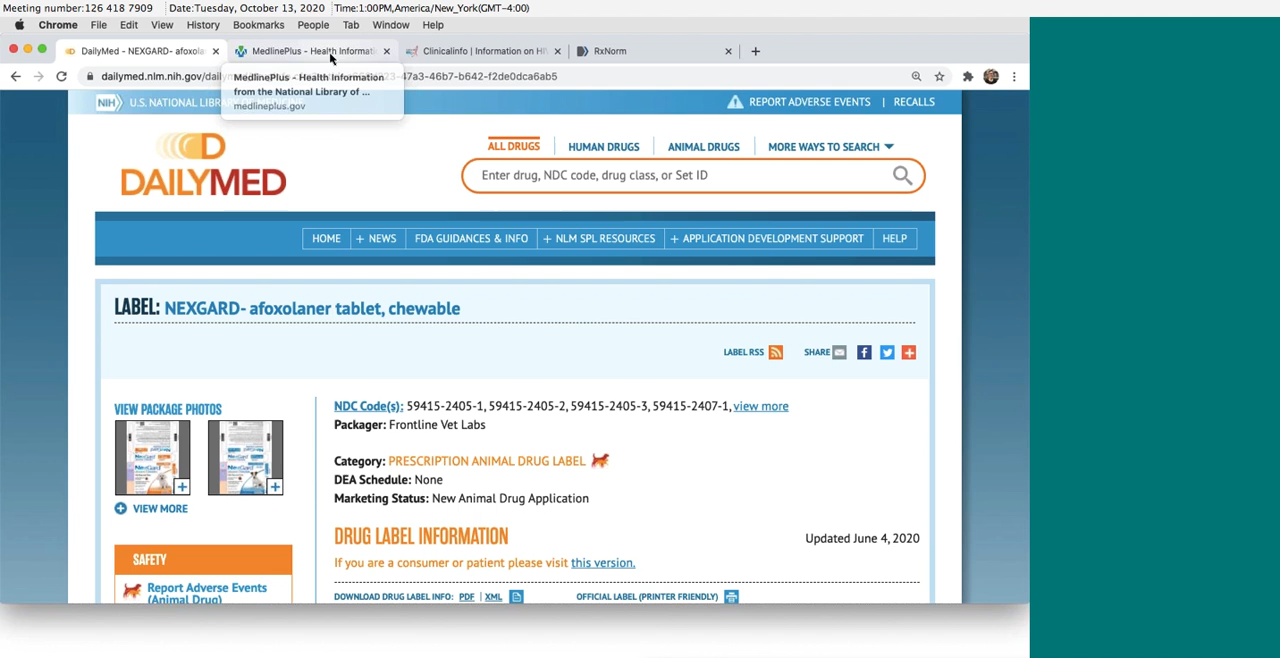 Meeting number:126 418 7909 Date:Tuesday, October 13, 2020 Time:1:00PM,America/New_York(GMT-4:00)
Chrome File Edit View History Bookmarks People Tab Window Help
DailyMed - NEXGARD- afoxola MedlinePlus - Health Informati Clinicalinfo | Information on HI RxNorm
dailymed.nlm.nih.gov/dail 23-47a3-46b7-b642-f2de0dca6ab5
MedlinePlus - Health Information
from the National Library of ...
medlineplus.gov
NIH U.S. NATIONAL REPORT ADVERSE EVENTS | RECALLS
ALL DRUGS HUMAN DRUGS ANIMAL DRUGS MORE WAYS TO SEARCH
DAILYMED
Enter drug, NDC code, drug class, or Set ID
HOME + NEWS FDA GUIDANCES & INFO + NLM SPL RESOURCES + APPLICATION DEVELOPMENT SUPPORT HELP
LABEL: NEXGARD- afoxolaner tablet, chewable
LABEL RSS SHARE
VIEW PACKAGE PHOTOS
VIEW MORE
SAFETY
Report Adverse Events
(Animal Drug)
NDC Code(s): 59415-2405-1, 59415-2405-2, 59415-2405-3, 59415-2407-1, view more
Packager: Frontline Vet Labs
Category: PRESCRIPTION ANIMAL DRUG LABEL
DEA Schedule: None
Marketing Status: New Animal Drug Application
DRUG LABEL INFORMATION Updated June 4, 2020
If you are a consumer or patient please visit this version.
DOWNLOAD DRUG LABEL INFO: PDF | XML OFFICIAL LABEL (PRINTER FRIENDLY)